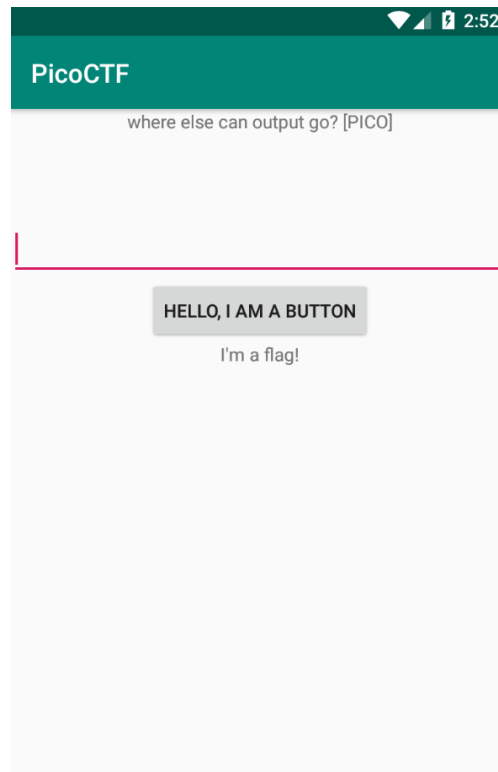 2:52
PicoCTF
where else can output go? [PICO]
HELLO, I AM A BUTTON
I'm a flag!